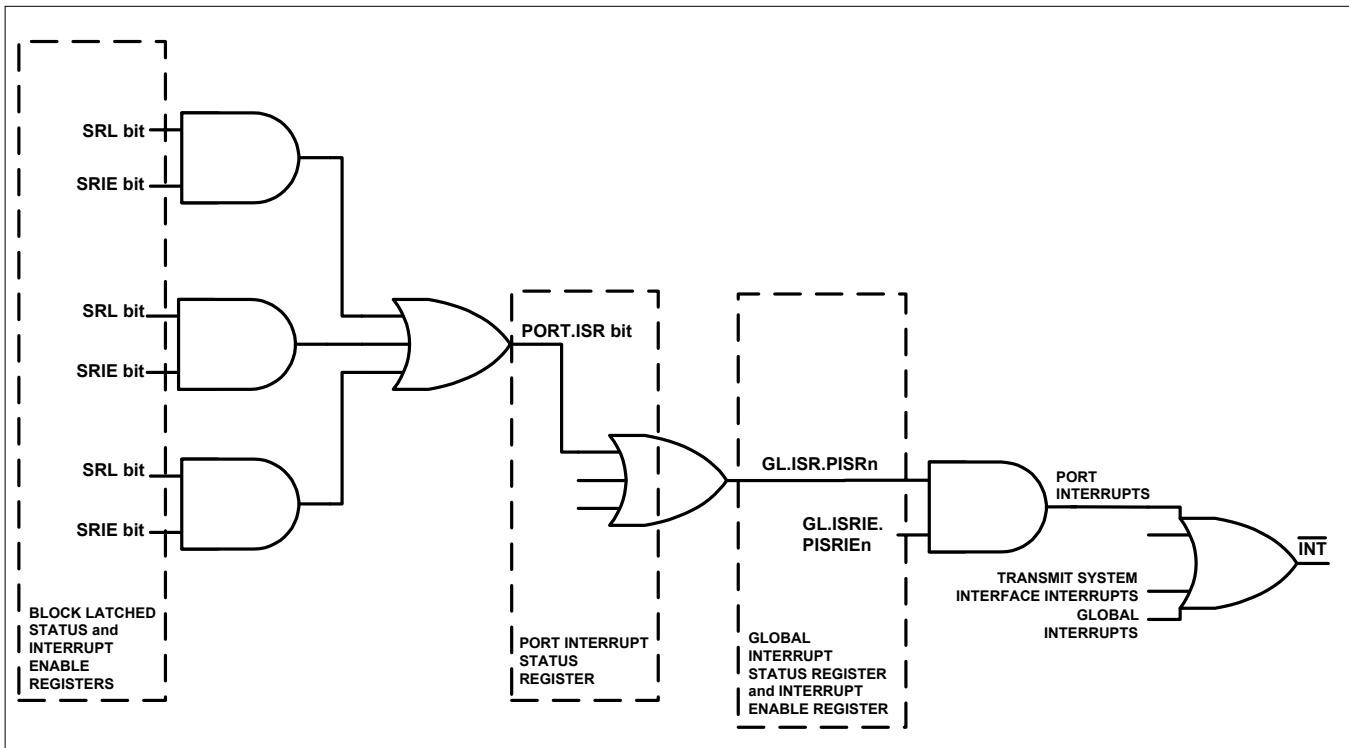 SRL bit
SRIE bit
SRL bit
SRIE bit
SRL bit
SRIE bit
BLOCK LATCHED
STATUS and
INTERRUPT
ENABLE
REGISTERS
PORT.ISR bit
PORT INTERRUPT
STATUS
REGISTER
GL.ISR.PISRn
GL.ISRIE.
PISRIEn
GLOBAL
INTERRUPT
STATUS REGISTER
and INTERRUPT
ENABLE REGISTER
PORT
INTERRUPTS
TRANSMIT SYSTEM
INTERFACE INTERRUPTS
GLOBAL
INTERRUPTS
INT